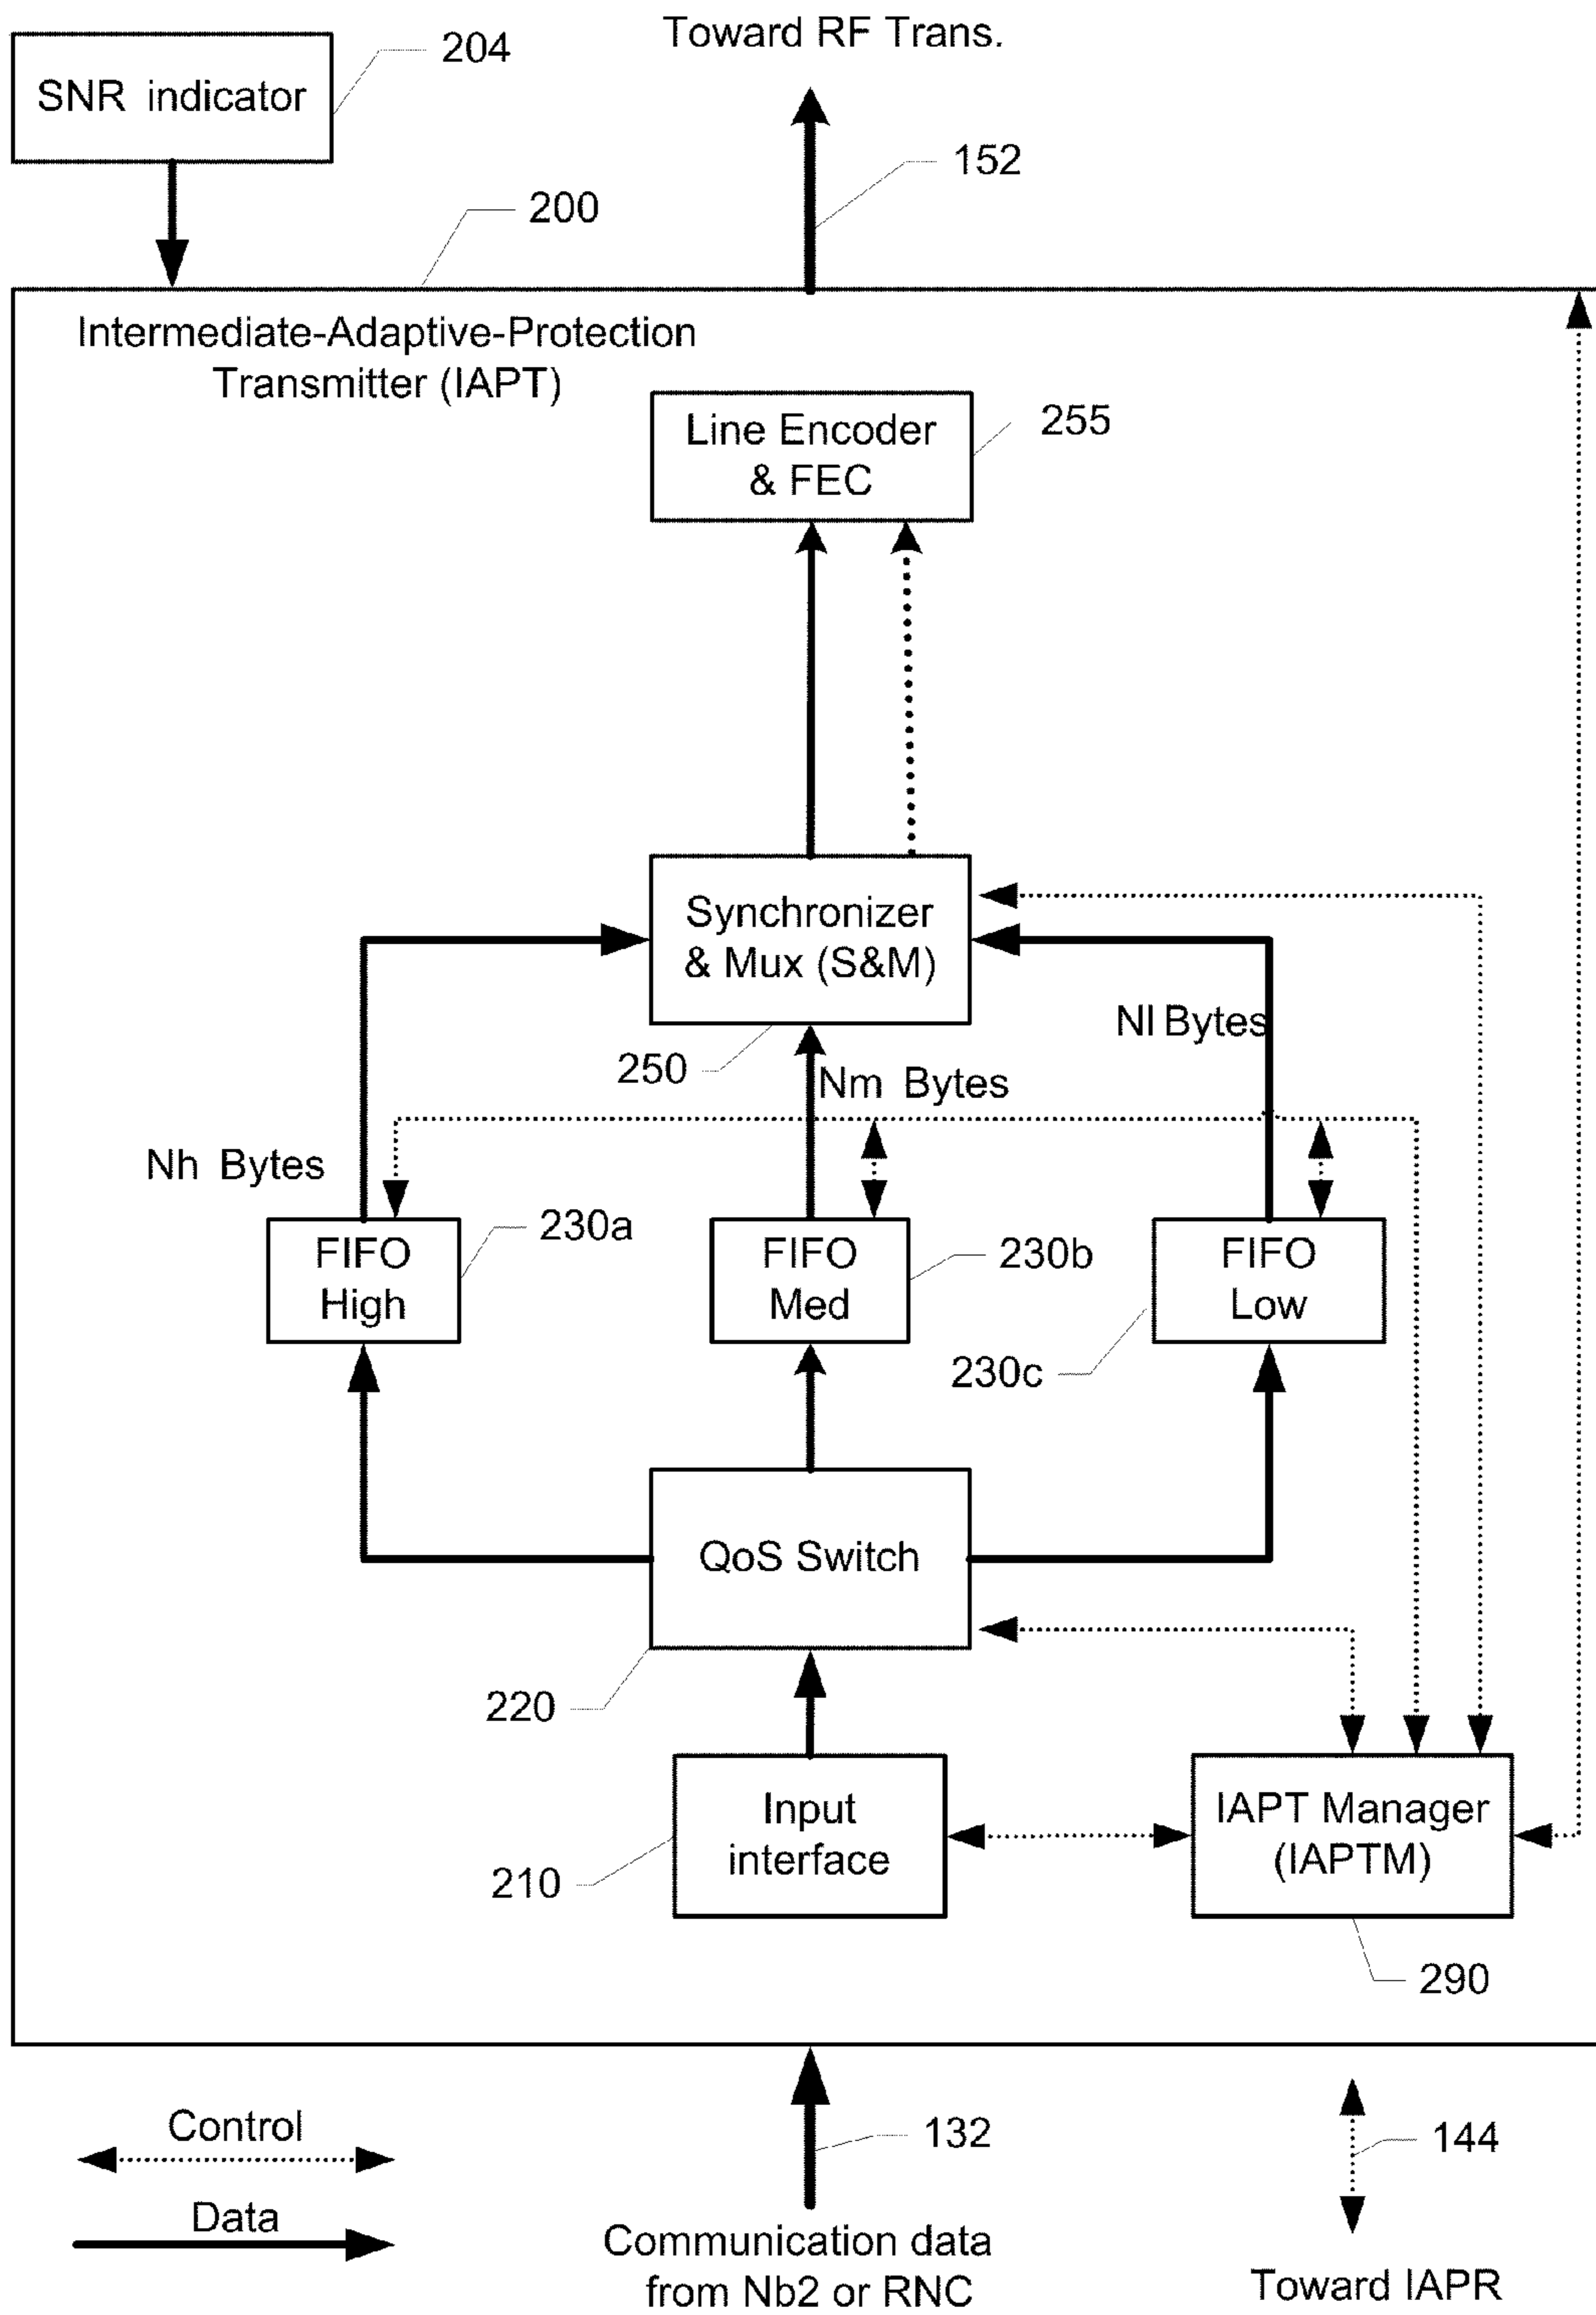 Toward RF Trans.
204
SNR indicator
152
200
Intermediate-Adaptive-Protection
Transmitter (IAPT)
Line Encoder
& FEC
255
Synchronizer
& Mux (S&M)
Nl Bytes
250
Nm Bytes
Nh Bytes
FIFO
High
230a
FIFO
Med
230b
FIFO
Low
230c
QoS Switch
220
Input
interface
210
IAPT Manager
(IAPTM)
290
Control
132
144
Data
Communication data
from Nb2 or RNC
Toward IAPR